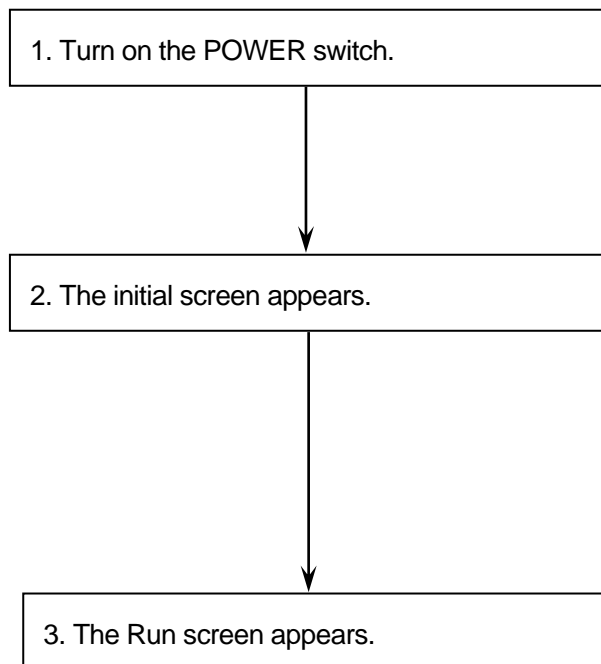 1. Turn on the POWER switch.
2. The initial screen appears.
3. The Run screen appears.